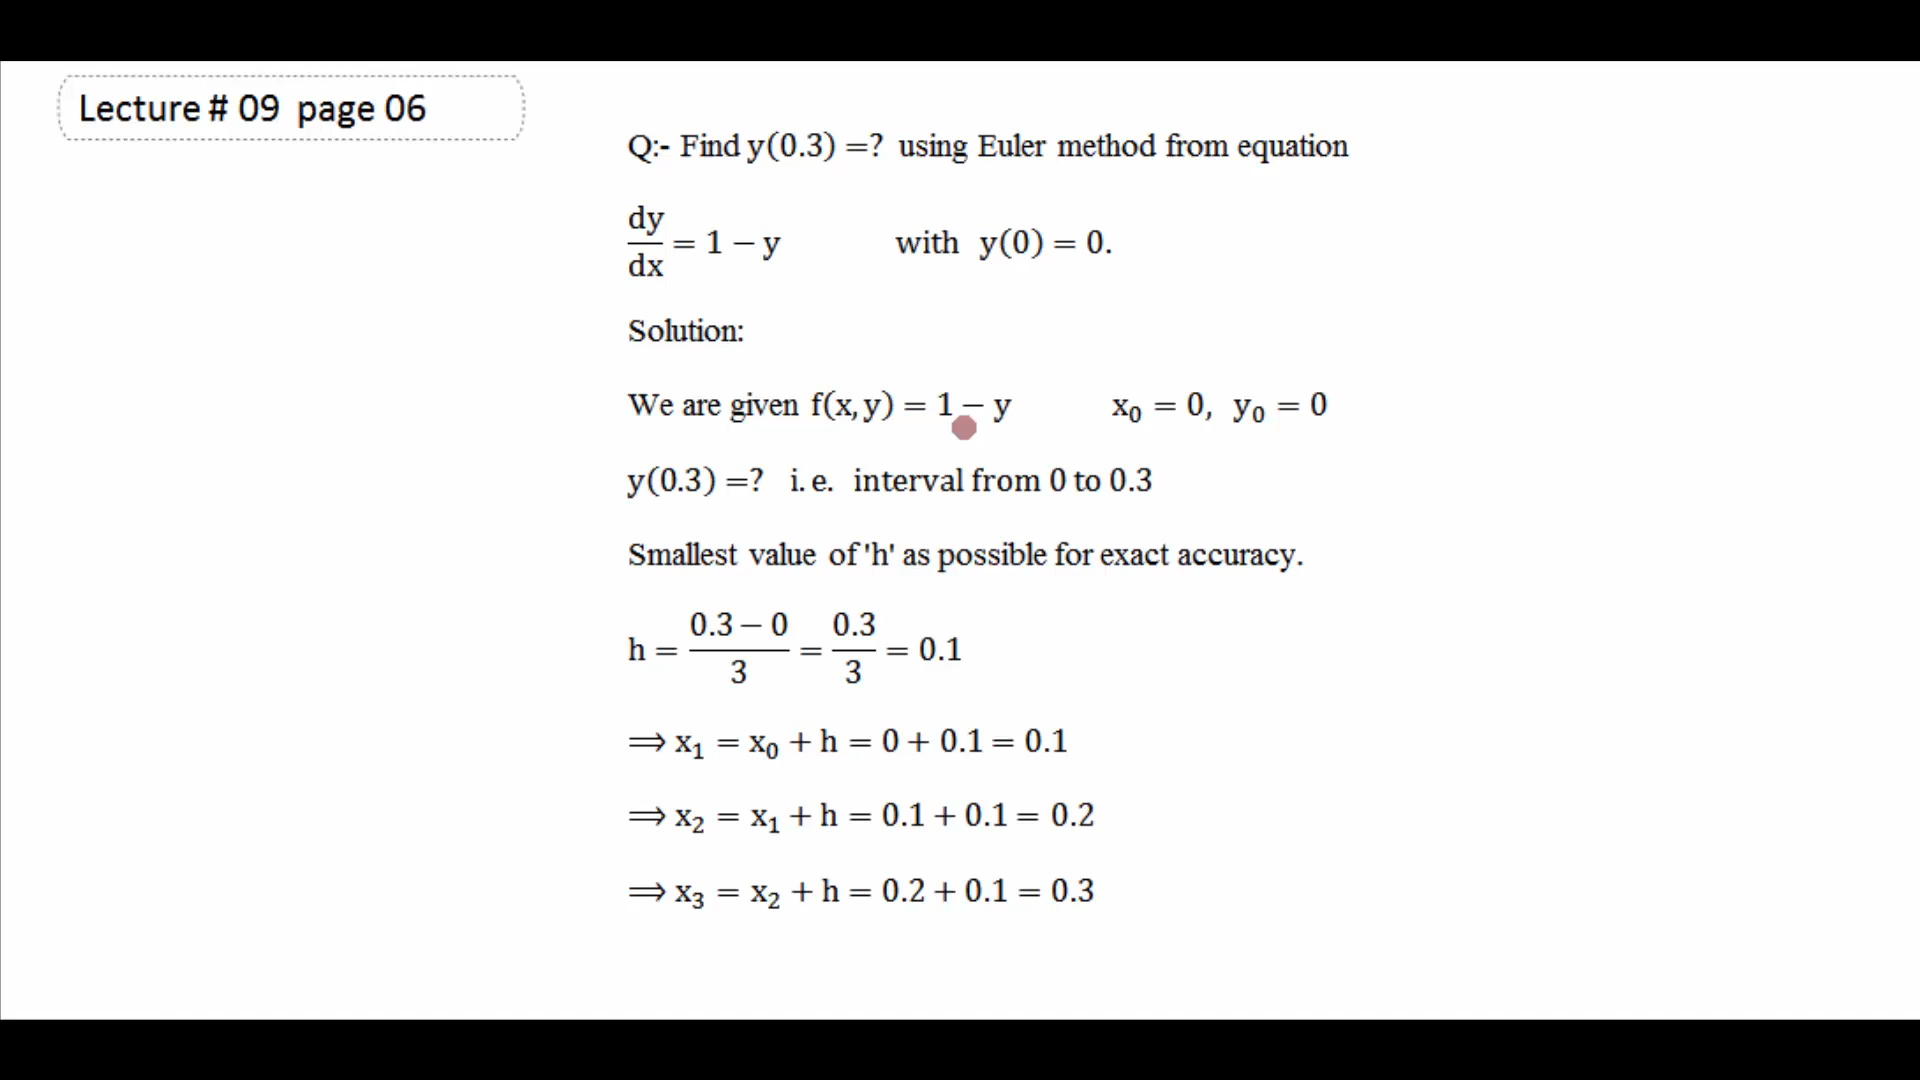 Lecture # 09 page 06
Q:- Find y(0.3) =? using Euler method from equation
dy/dx = 1 − y with y(0) = 0.
Solution:
We are given f(x, y) = 1 − y x₀ = 0, y₀ = 0
y(0.3) =? i. e. interval from 0 to 0.3
Smallest value of 'h' as possible for exact accuracy.
h = (0.3 − 0)/3 = 0.3/3 = 0.1
⟹ x₁ = x₀ + h = 0 + 0.1 = 0.1
⟹ x₂ = x₁ + h = 0.1 + 0.1 = 0.2
⟹ x₃ = x₂ + h = 0.2 + 0.1 = 0.3